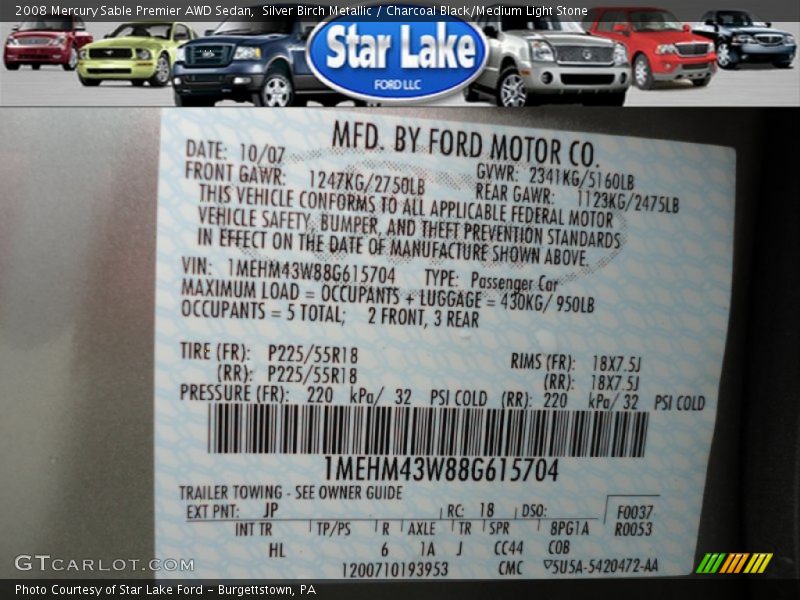 2008 Mercury Sable Premier AWD Sedan, Silver Birch Metallic / Charcoal Black/Medium Light Stone
Star Lake
FORD LLC
MFD. BY FORD MOTOR CO.
DATE: 10/07 GVWR: 2341KG/5160LB
FRONT GAWR: 1247KG/2750LB REAR GAWR: 1123KG/2475LB
THIS VEHICLE CONFORMS TO ALL APPLICABLE FEDERAL MOTOR
VEHICLE SAFETY, BUMPER, AND THEFT PREVENTION STANDARDS
IN EFFECT ON THE DATE OF MANUFACTURE SHOWN ABOVE.
VIN: 1MEHM43W88G615704 TYPE: Passenger Car
MAXIMUM LOAD = OCCUPANTS + LUGGAGE = 430KG/ 950LB
OCCUPANTS = 5 TOTAL; 2 FRONT, 3 REAR
TIRE (FR): P225/55R18 RIMS (FR): 18X7.5J
(RR): P225/55R18 (RR): 18X7.5J
PRESSURE (FR): 220 kPa/ 32 PSI COLD (RR): 220 kPa/ 32 PSI COLD
1MEHM43W88G615704
TRAILER TOWING - SEE OWNER GUIDE
EXT PNT: JP RC: 18 DSO: F0037
INT TR TP/PS R AXLE TR SPR 8PG1A R0053
HL 6 1A J CC44 COB
1200710193953 CMC ▽5U5A-5420472-AA
GTCARLOT.COM
Photo Courtesy of Star Lake Ford - Burgettstown, PA